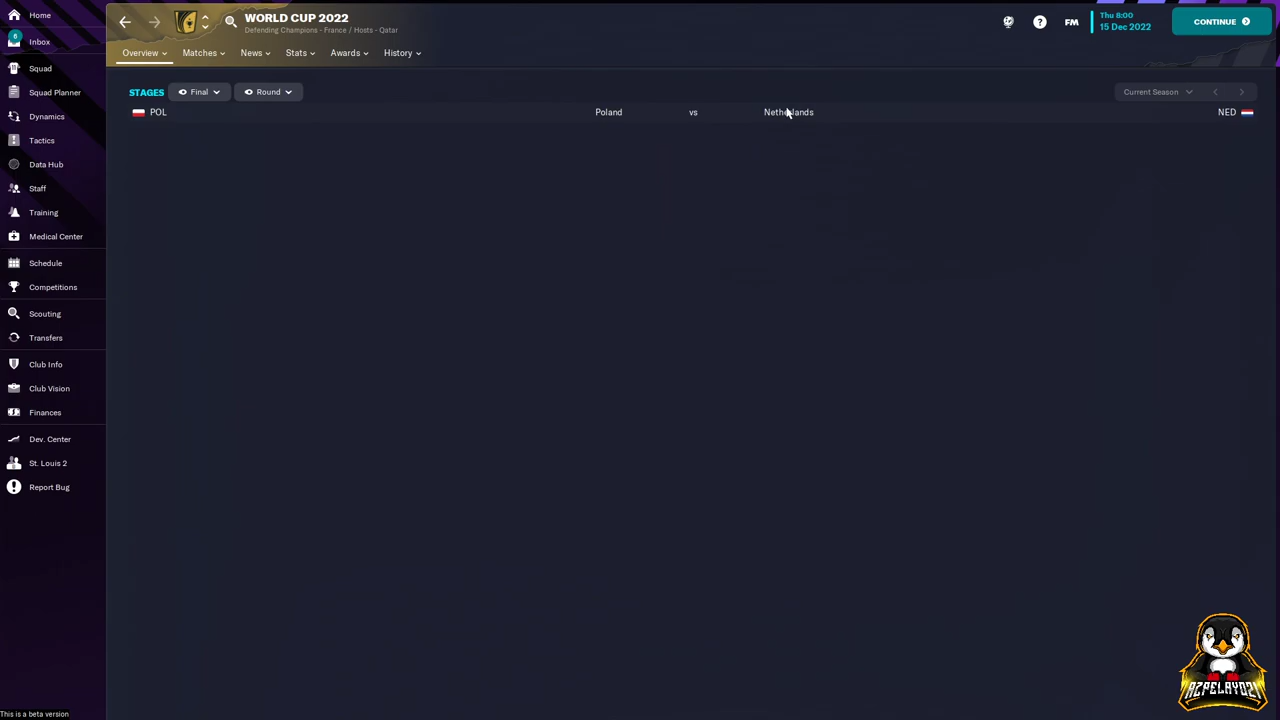 Home
WORLD CUP 2022
Defending Champions - France / Hosts - Qatar
FM
Thu 8:00
15 Dec 2022
CONTINUE
6
Inbox
Overview
Matches
News
Stats
Awards
History
Squad
Squad Planner
Dynamics
Tactics
Data Hub
Staff
Training
Medical Center
Schedule
Competitions
Scouting
Transfers
Club Info
Club Vision
Finances
Dev. Center
St. Louis 2
Report Bug
STAGES
Final
Round
Current Season
POL
Poland
vs
Netherlands
NED
AZPELAYO21
This is a beta version